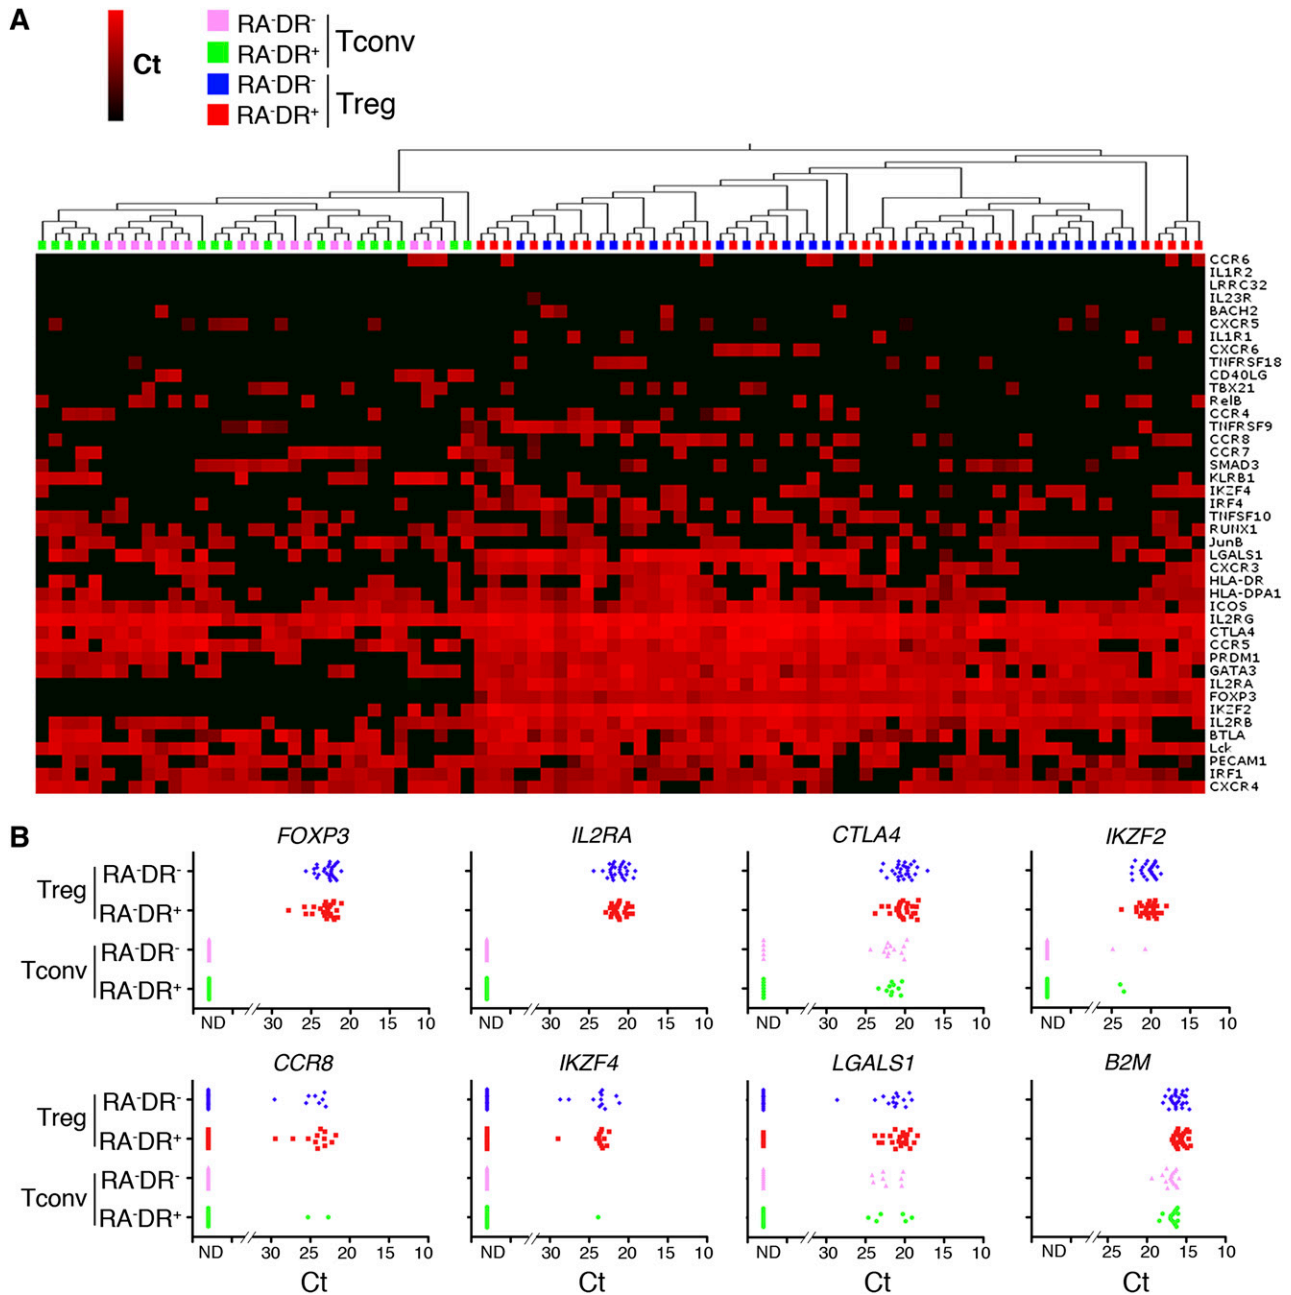 A
Ct
RA-DR-
RA-DR+
Tconv
RA-DR-
RA-DR+
Treg
CCR6
IL1R2
LRRC32
IL23R
BACH2
CXCR5
IL1R1
CXCR6
TNFRSF18
CD40LG
TBX21
RelB
CCR4
TNFRSF9
CCR8
CCR7
SMAD3
KLRB1
IKZF4
IRF4
TNFSF10
RUNX1
JunB
LGALS1
CXCR3
HLA-DR
HLA-DPA1
ICOS
IL2RG
CTLA4
CCR5
PRDM1
GATA3
IL2RA
FOXP3
IKZF2
IL2RB
BTLA
Lck
PECAM1
IRF1
CXCR4
B
FOXP3 IL2RA CTLA4 IKZF2
Treg
RA-DR-
RA-DR+
Tconv
RA-DR-
RA-DR+
ND 30 25 20 15 10 ND 30 25 20 15 10 ND 30 25 20 15 10 ND 25 20 15 10
CCR8 IKZF4 LGALS1 B2M
Treg
RA-DR-
RA-DR+
Tconv
RA-DR-
RA-DR+
ND 30 25 20 15 10 ND 30 25 20 15 10 ND 30 25 20 15 10 ND 25 20 15 10
Ct Ct Ct Ct